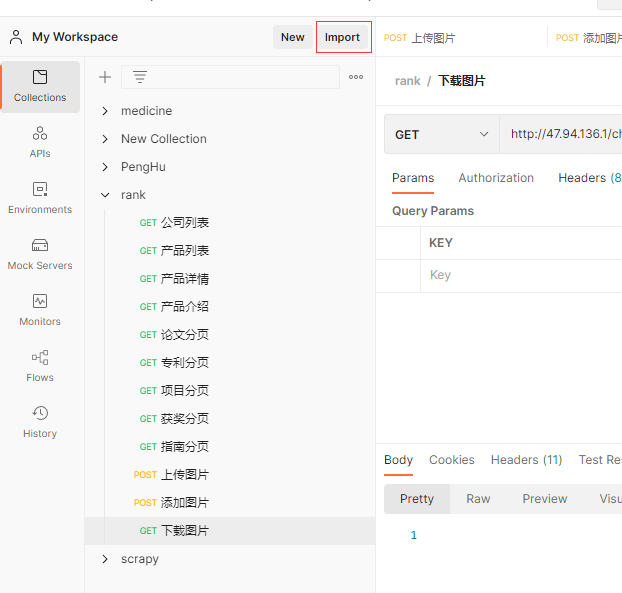 My Workspace
New
Import
Collections
APIs
Environments
Mock Servers
Monitors
Flows
History
medicine
New Collection
PengHu
rank
GET 公司列表
GET 产品列表
GET 产品详情
GET 产品介绍
GET 论文分页
GET 专利分页
GET 项目分页
GET 获奖分页
GET 指南分页
POST 上传图片
POST 添加图片
GET 下载图片
scrapy
POST 上传图片
POST 添加图片
rank / 下载图片
GET
http://47.94.136.1/ch
Params
Authorization
Headers (8
Query Params
KEY
Key
Body
Cookies
Headers (11)
Test Res
Pretty
Raw
Preview
Visu
1